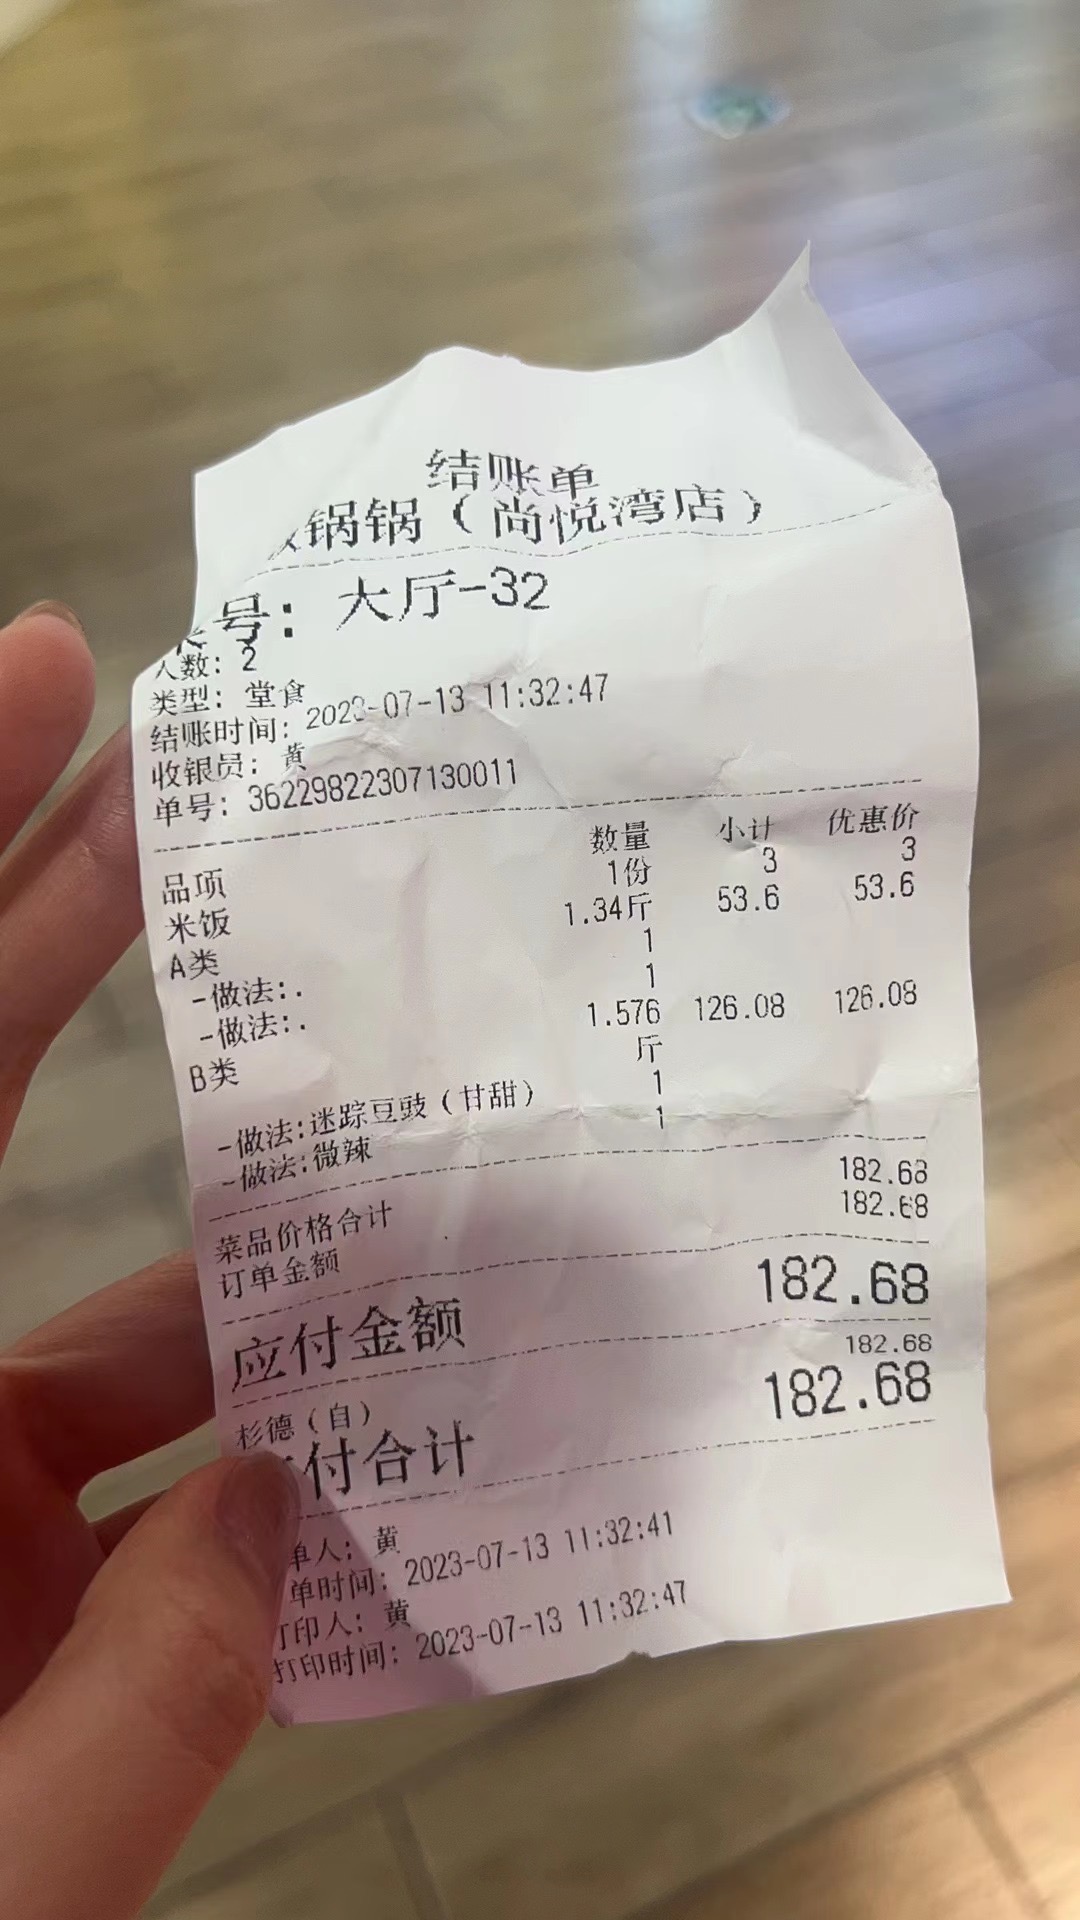 结账单
锅锅（尚悦湾店）
号：大厅-32
人数：2
类型：堂食
结账时间：2023-07-13 11:32:47
收银员：黄
单号：36229822307130011
品项 数量 小计 优惠价
米饭 1份 3 3
A类 1.34斤 53.6 53.6
-做法:. 1
-做法:. 1
B类 1.576斤 126.08 126.08
-做法:迷踪豆豉（甘甜） 1
-做法:微辣 1
菜品价格合计 182.68
订单金额 182.68
应付金额 182.68
杉德（自） 182.68
付合计 182.68
单人：黄
单时间：2023-07-13 11:32:41
打印人：黄
打印时间：2023-07-13 11:32:47